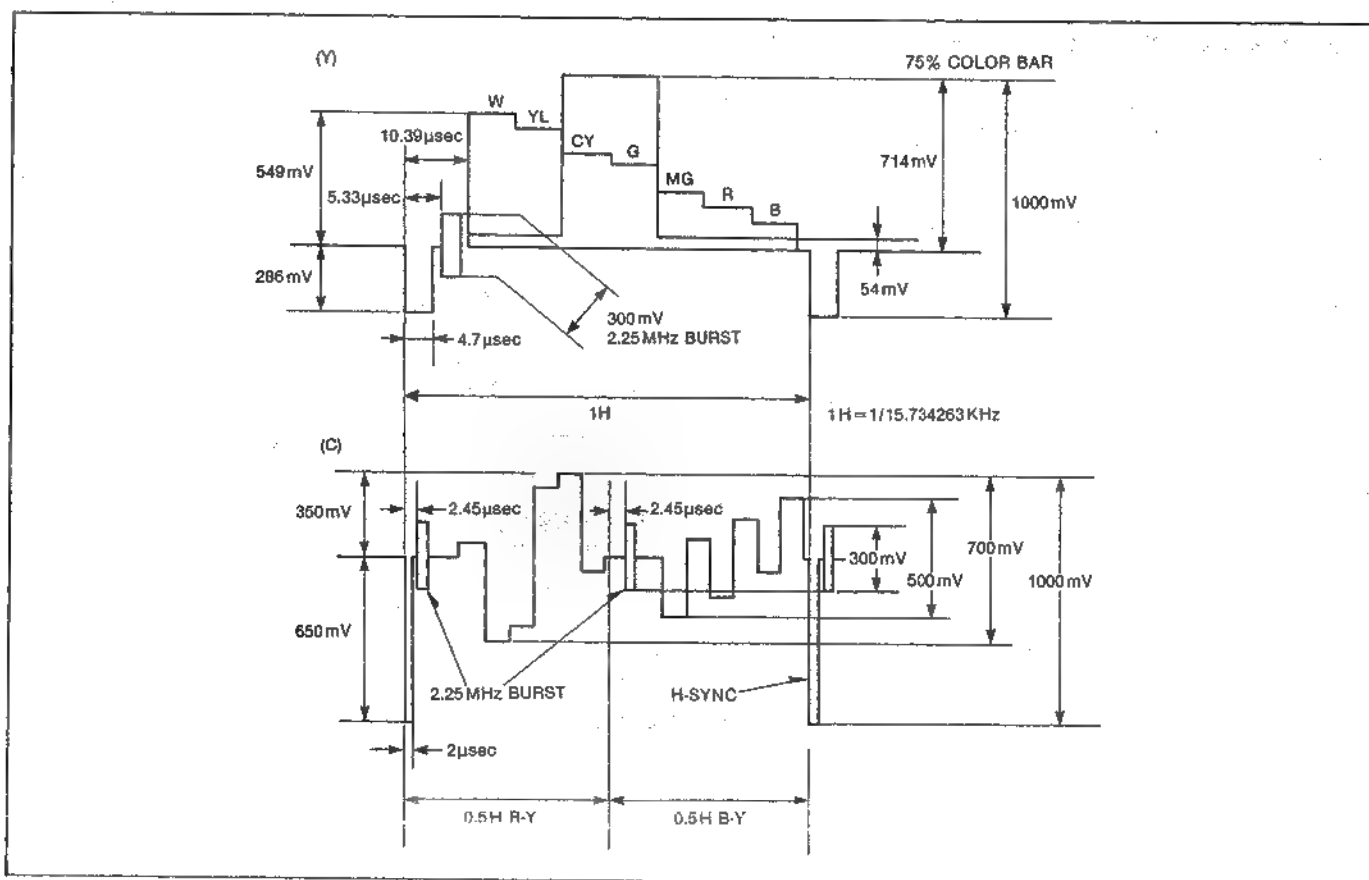 (Y)
75% COLOR BAR
W
YL
10.39μsec
CY
G
549mV
714mV
MG
5.33μsec
R
1000mV
B
286mV
54mV
300mV
2.25MHz BURST
4.7μsec
1H
1H=1/15.734263KHz
(C)
350mV
2.45μsec
2.45μsec
700mV
300mV
500mV
1000mV
650mV
2.25MHz BURST
H-SYNC
2μsec
0.5H R-Y
0.5H B-Y